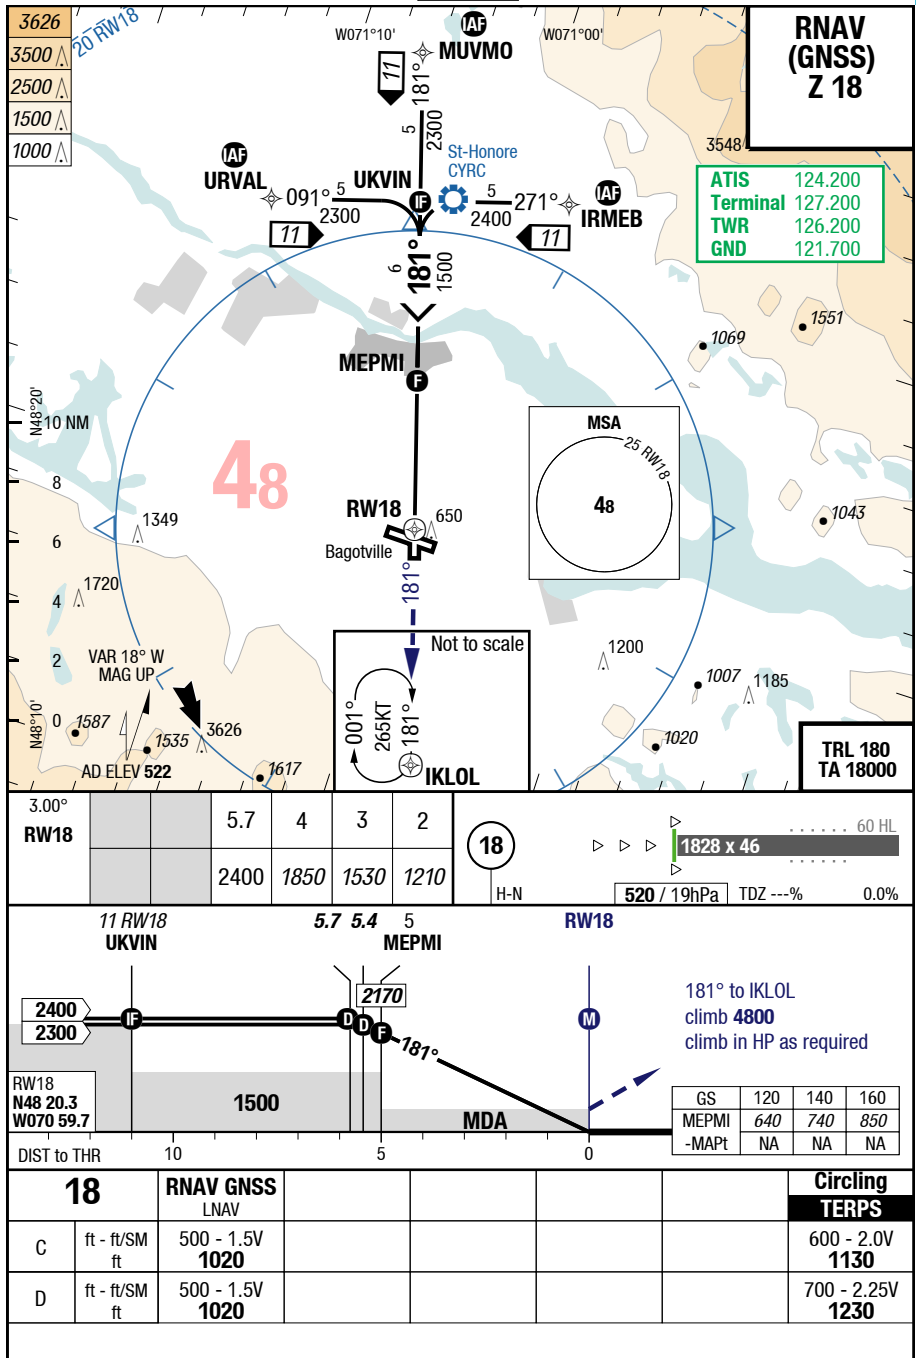 3626
3500
2500
1500
1000
20 RW18
W071°10'
W071°00'
RNAV
(GNSS)
Z 18
IAF
MUVMO
11
181°
5
2300
3548
ATIS 124.200
Terminal 127.200
TWR 126.200
GND 121.700
IAF
URVAL
091°
5
2300
11
UKVIN
IF
St-Honore
CYRC
5
2400
271°
IAF
IRMEB
11
6
181°
1500
1551
1069
MEPMI
F
N48°20'
10 NM
8
6
4
2
0
N48°10'
48
MSA
25 RW18
48
1349
RW18
650
Bagotville
1043
181°
1720
Not to scale
VAR 18° W
MAG UP
1200
1007
1185
1587
1535
3626
1020
001°
265KT
181°
IKLOL
AD ELEV 522
1617
TRL 180
TA 18000
3.00°
RW18
5.7 4 3 2
2400 1850 1530 1210
18
H-N
60 HL
1828 x 46
520 / 19hPa TDZ ---% 0.0%
11 RW18 5.7 5.4 5 RW18
UKVIN MEPMI
2170
2400
2300
IF D D F M
181°
181° to IKLOL
climb 4800
climb in HP as required
RW18
N48 20.3
W070 59.7
1500
MDA
GS 120 140 160
MEPMI 640 740 850
-MAPt NA NA NA
DIST to THR 10 5 0
18 RNAV GNSS Circling
LNAV TERPS
C ft - ft/SM 500 - 1.5V 600 - 2.0V
ft 1020 1130
D ft - ft/SM 500 - 1.5V 700 - 2.25V
ft 1020 1230